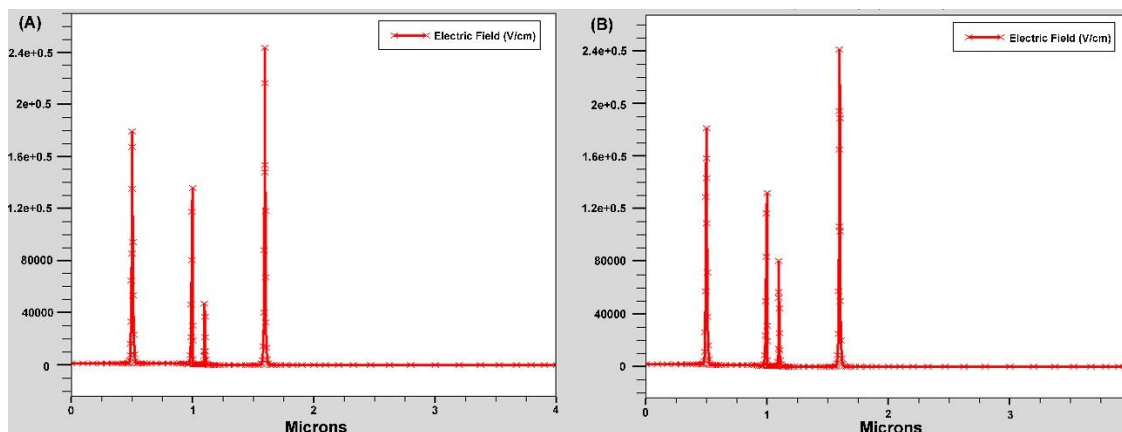 (A)
Electric Field (V/cm)
2.4e+0.5
2e+0.5
1.6e+0.5
1.2e+0.5
80000
40000
0
0 1 2 3 4
Microns
(B)
Electric Field (V/cm)
2.4e+0.5
2e+0.5
1.6e+0.5
1.2e+0.5
80000
40000
0
0 1 2 3
Microns